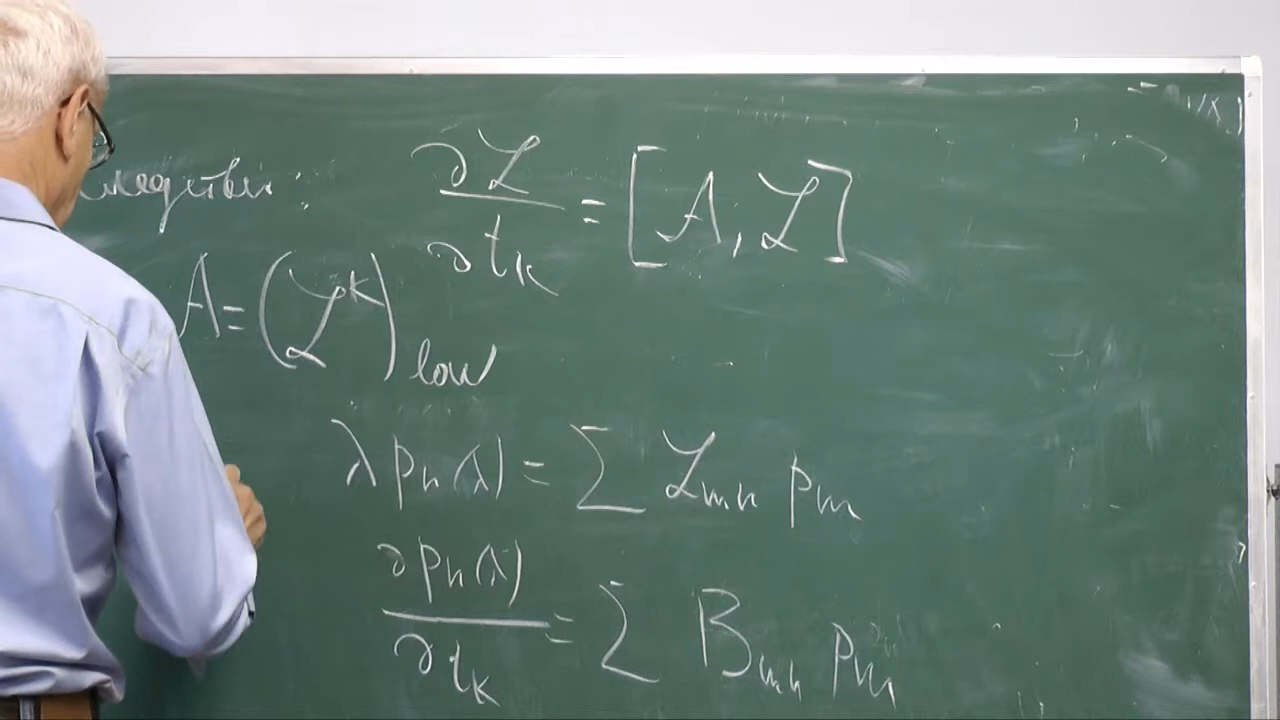 ∂ℒ/∂t_k = [A, ℒ]
A = (ℒ^k)_low
λ p_n(λ) = Σ ℒ_mn p_m
∂p_n(λ)/∂t_k = Σ B_mn p_m